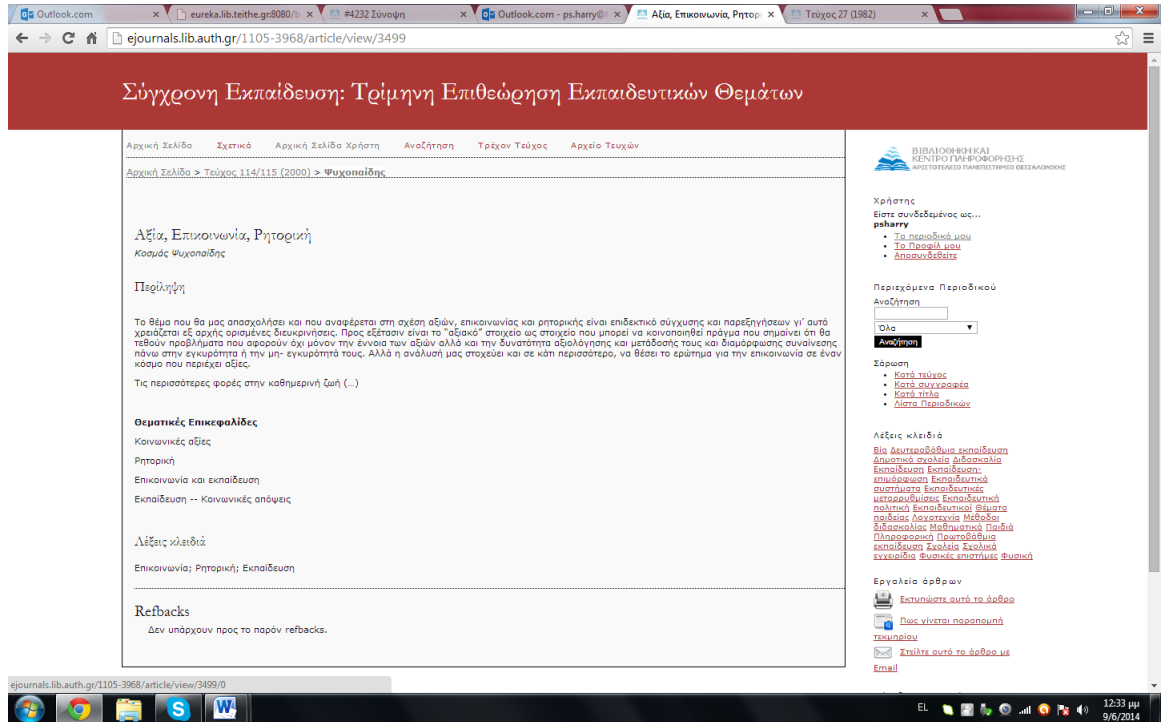 Outlook.com
eureka.lib.teithe.gr:8080/b
#4232 Σύνοψη
Outlook.com - ps.harry@
Αξία, Επικοινωνία, Ρητορ
Τεύχος 27 (1982)
ejournals.lib.auth.gr/1105-3968/article/view/3499
Σύγχρονη Εκπαίδευση: Τρίμηνη Επιθεώρηση Εκπαιδευτικών Θεμάτων
Αρχική Σελίδα Σχετικά Αρχική Σελίδα Χρήστη Αναζήτηση Τρέχον Τεύχος Αρχείο Τευχών
Αρχική Σελίδα > Τεύχος 114/115 (2000) > Ψυχοπαίδης
Αξία, Επικοινωνία, Ρητορική
Κοσμάς Ψυχοπαίδης
Περίληψη
Το θέμα που θα μας απασχολήσει και που αναφέρεται στη σχέση αξιών, επικοινωνίας και ρητορικής είναι επιδεκτικό σύγχυσης και παρεξηγήσεων γι' αυτό
χρειάζεται εξ αρχής ορισμένες διευκρινήσεις. Προς εξέτασιν είναι το "αξιακό" στοιχείο ως στοιχείο που μπορεί να κοινοποιηθεί πράγμα που σημαίνει ότι θα
τεθούν προβλήματα που αφορούν όχι μόνον την έννοια των αξιών αλλά και την δυνατότητα αξιολόγησης και μετάδοσής τους και διαμόρφωσης συναίνεσης
πάνω στην εγκυρότητα ή την μη- εγκυρότητά τους. Αλλά η ανάλυσή μας στοχεύει και σε κάτι περισσότερο, να θέσει το ερώτημα για την επικοινωνία σε έναν
κόσμο που περιέχει αξίες.
Τις περισσότερες φορές στην καθημερινή ζωή (...)
Θεματικές Επικεφαλίδες
Κοινωνικές αξίες
Ρητορική
Επικοινωνία και εκπαίδευση
Εκπαίδευση -- Κοινωνικές απόψεις
Λέξεις κλειδιά
Επικοινωνία; Ρητορική; Εκπαίδευση
Refbacks
Δεν υπάρχουν προς το παρόν refbacks.
ΒΙΒΛΙΟΘΗΚΗ ΚΑΙ
ΚΕΝΤΡΟ ΠΛΗΡΟΦΟΡΗΣΗΣ
ΑΡΙΣΤΟΤΕΛΕΙΟ ΠΑΝΕΠΙΣΤΗΜΙΟ ΘΕΣΣΑΛΟΝΙΚΗΣ
Χρήστης
Είστε συνδεδεμένος ως...
psharry
Τα περιοδικά μου
Το Προφίλ μου
Αποσυνδεθείτε
Περιεχόμενα Περιοδικού
Αναζήτηση
Όλα
Αναζήτηση
Σάρωση
Κατά τεύχος
Κατά συγγραφέα
Κατά τίτλο
Λίστα Περιοδικών
Λέξεις κλειδιά
Βία Δευτεροβάθμια εκπαίδευση
Δημοτικό σχολείο Διδασκαλία
Εκπαίδευση Εκπαίδευση-
επιμόρφωση Εκπαιδευτικά
συστήματα Εκπαιδευτικές
μεταρρυθμίσεις Εκπαιδευτική
πολιτική Εκπαιδευτικοί Θέματα
παιδείας Λογοτεχνία Μέθοδοι
διδασκαλίας Μαθηματικά Παιδιά
Πληροφορική Πρωτοβάθμια
εκπαίδευση Σχολεία Σχολικά
εγχειρίδια Φυσικές επιστήμες Φυσική
Εργαλεία άρθρων
Εκτυπώστε αυτό το άρθρο
Πως γίνεται παραπομπή
τεκμηρίου
Στείλτε αυτό το άρθρο με
Email
ejournals.lib.auth.gr/1105-3968/article/view/3499/0
EL
12:33 μμ
9/6/2014